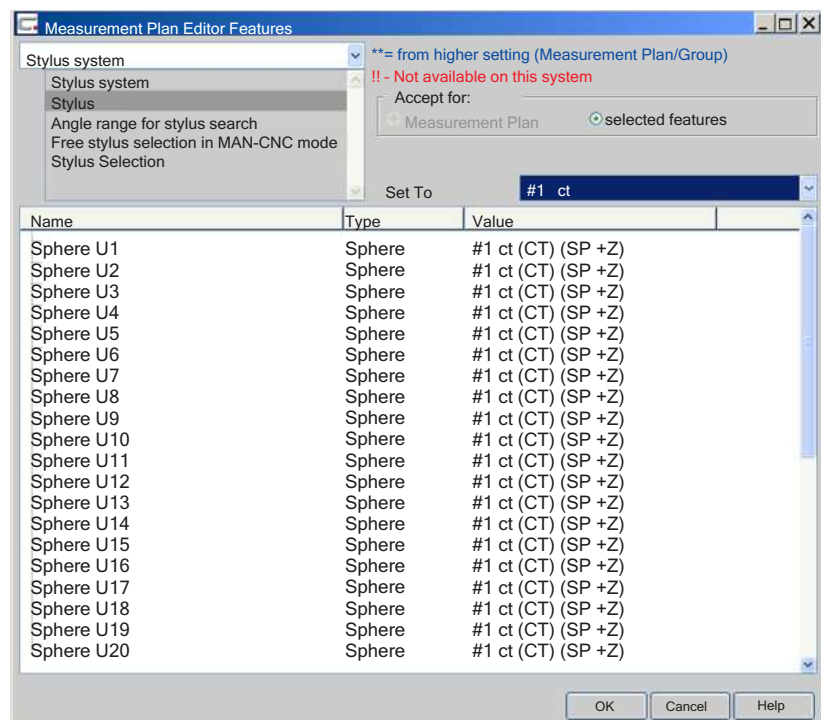 Measurement Plan Editor Features
Stylus system
**= from higher setting (Measurement Plan/Group)
!! - Not available on this system
Stylus system
Stylus
Angle range for stylus search
Free stylus selection in MAN-CNC mode
Stylus Selection
Accept for:
Measurement Plan selected features
Set To #1 ct
Name Type Value
Sphere U1 Sphere #1 ct (CT) (SP +Z)
Sphere U2 Sphere #1 ct (CT) (SP +Z)
Sphere U3 Sphere #1 ct (CT) (SP +Z)
Sphere U4 Sphere #1 ct (CT) (SP +Z)
Sphere U5 Sphere #1 ct (CT) (SP +Z)
Sphere U6 Sphere #1 ct (CT) (SP +Z)
Sphere U7 Sphere #1 ct (CT) (SP +Z)
Sphere U8 Sphere #1 ct (CT) (SP +Z)
Sphere U9 Sphere #1 ct (CT) (SP +Z)
Sphere U10 Sphere #1 ct (CT) (SP +Z)
Sphere U11 Sphere #1 ct (CT) (SP +Z)
Sphere U12 Sphere #1 ct (CT) (SP +Z)
Sphere U13 Sphere #1 ct (CT) (SP +Z)
Sphere U14 Sphere #1 ct (CT) (SP +Z)
Sphere U15 Sphere #1 ct (CT) (SP +Z)
Sphere U16 Sphere #1 ct (CT) (SP +Z)
Sphere U17 Sphere #1 ct (CT) (SP +Z)
Sphere U18 Sphere #1 ct (CT) (SP +Z)
Sphere U19 Sphere #1 ct (CT) (SP +Z)
Sphere U20 Sphere #1 ct (CT) (SP +Z)
OK Cancel Help